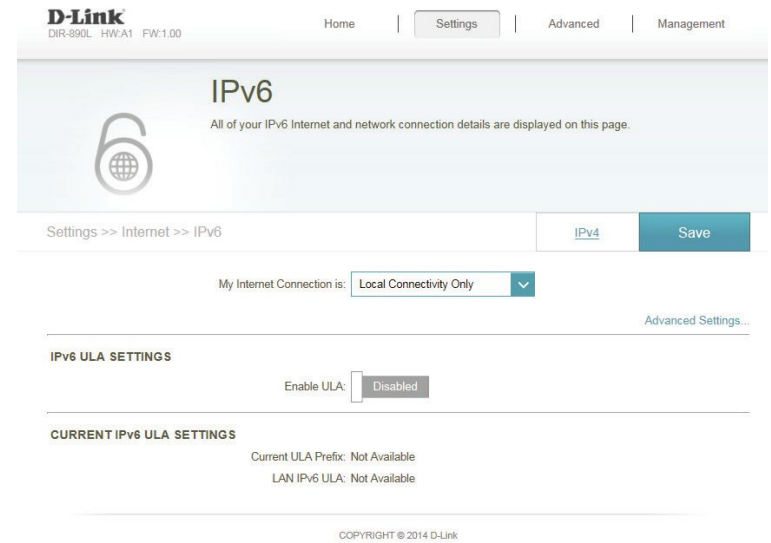 D-Link
DIR-890L HW:A1 FW:1.00
Home
Settings
Advanced
Management
IPv6
All of your IPv6 Internet and network connection details are displayed on this page.
Settings >> Internet >> IPv6
IPv4
Save
My Internet Connection is: Local Connectivity Only
Advanced Settings...
IPv6 ULA SETTINGS
Enable ULA: Disabled
CURRENT IPv6 ULA SETTINGS
Current ULA Prefix: Not Available
LAN IPv6 ULA: Not Available
COPYRIGHT © 2014 D-Link